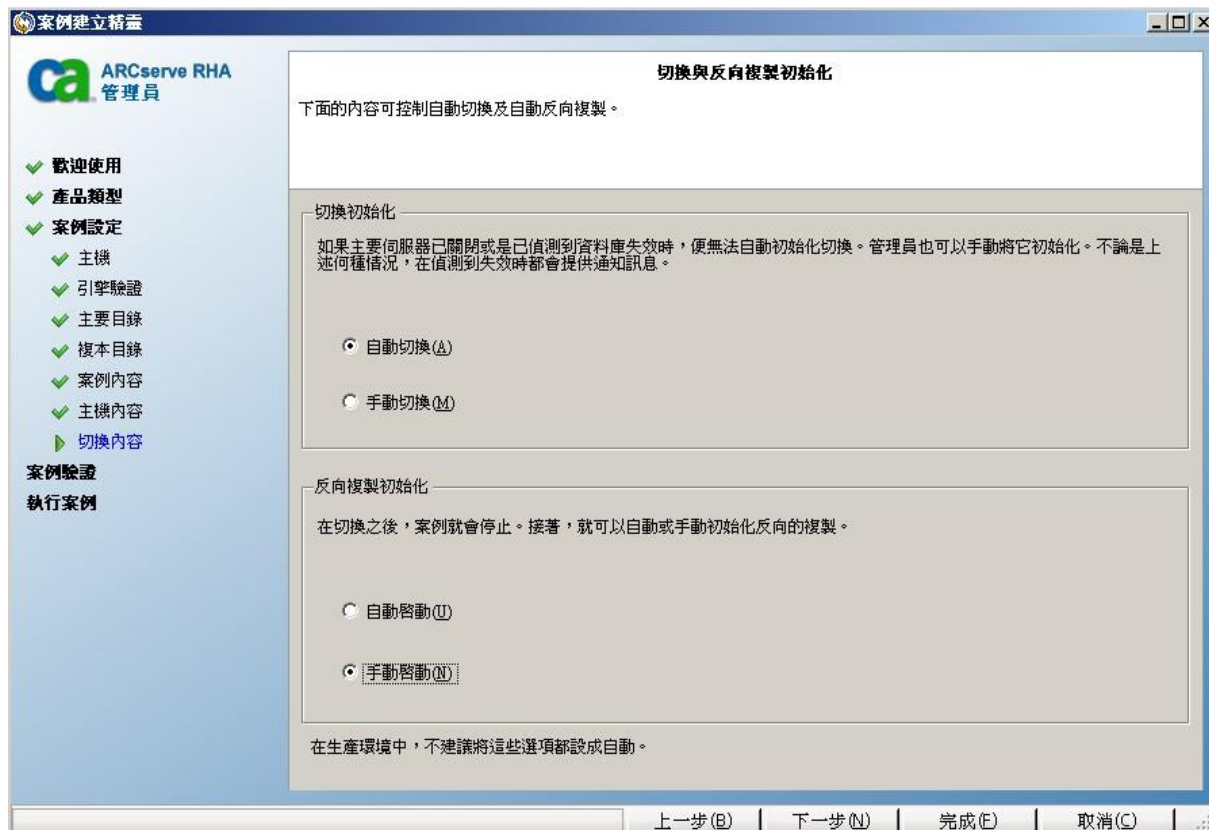 案例建立精靈
ca
ARCserve RHA
管理員
歡迎使用
產品類型
案例設定
主機
引擎驗證
主要目錄
複本目錄
案例內容
主機內容
切換內容
案例驗證
執行案例
切換與反向複製初始化
下面的內容可控制自動切換及自動反向複製。
切換初始化
如果主要伺服器已關閉或是已偵測到資料庫失效時,便無法自動初始化切換。管理員也可以手動將它初始化。不論是上
述何種情況,在偵測到失效時都會提供通知訊息。
自動切換(A)
手動切換(M)
反向複製初始化
在切換之後,案例就會停止。接著,就可以自動或手動初始化反向的複製。
自動啓動(U)
手動啓動(N)
在生產環境中,不建議將這些選項都設成自動。
上一步(B) 下一步(N) 完成(F) 取消(C)